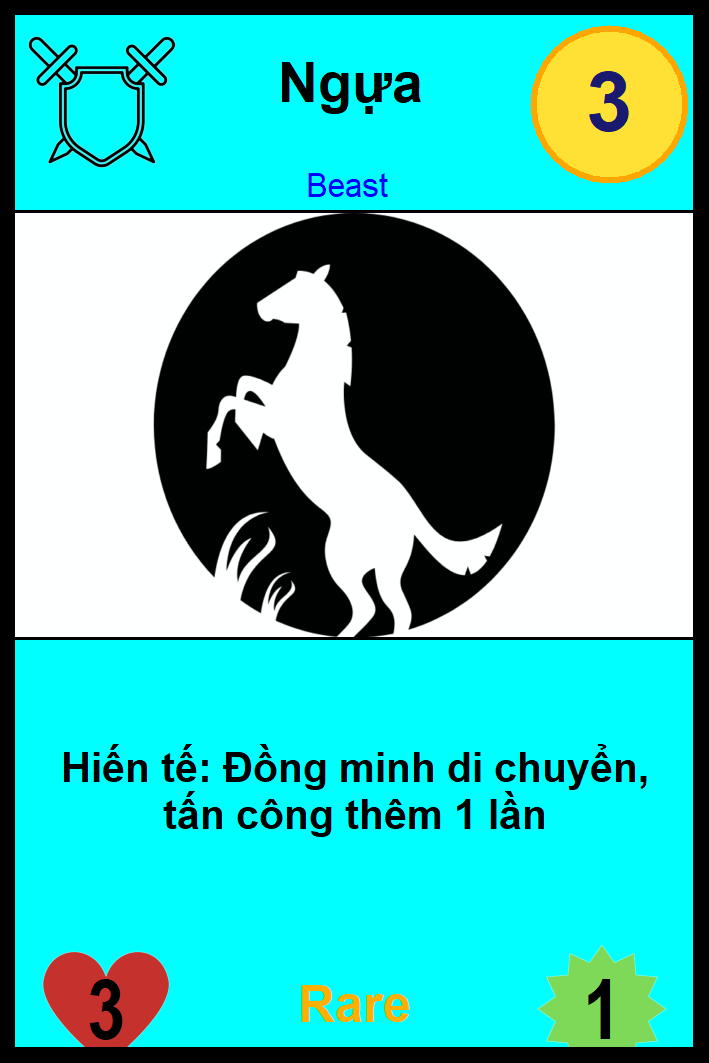 Ngựa
3
Beast
Hiến tế: Đồng minh di chuyển,
tấn công thêm 1 lần
3
Rare
1